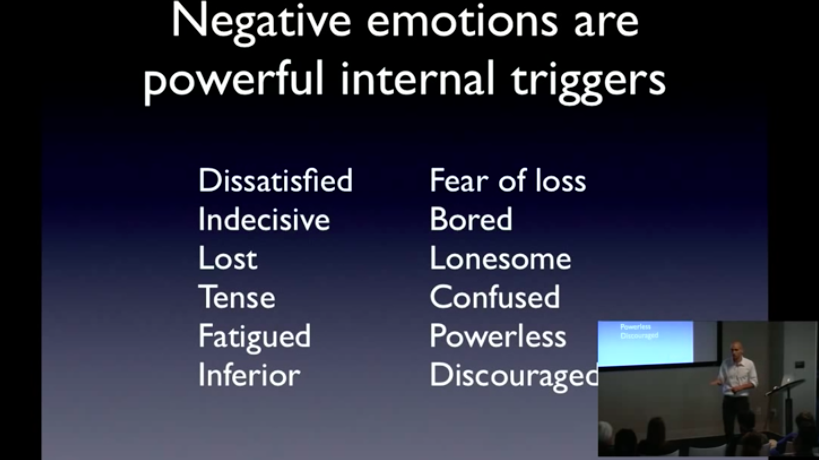 Negative emotions are
powerful internal triggers
Dissatisfied
Indecisive
Lost
Tense
Fatigued
Inferior
Fear of loss
Bored
Lonesome
Confused
Powerless
Discouraged
Powerless
Discouraged